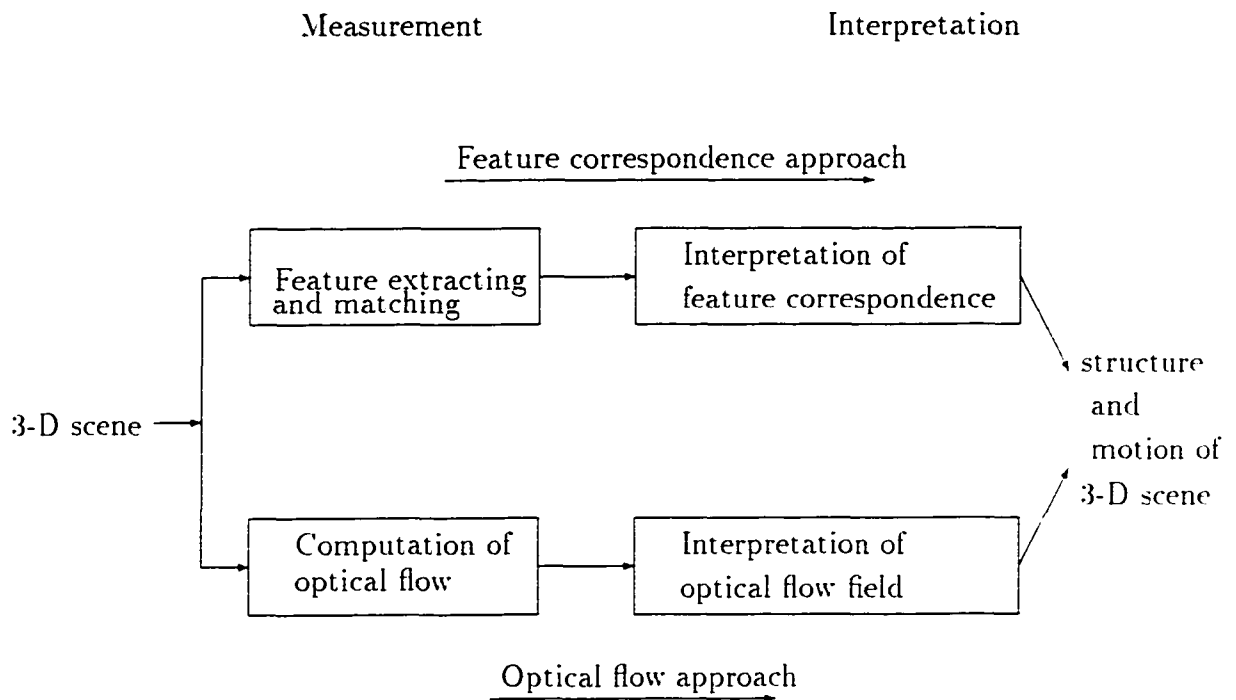 Measurement
Interpretation
Feature correspondence approach
Feature extracting
and matching
Interpretation of
feature correspondence
3-D scene
structure
and
motion of
3-D scene
Computation of
optical flow
Interpretation of
optical flow field
Optical flow approach